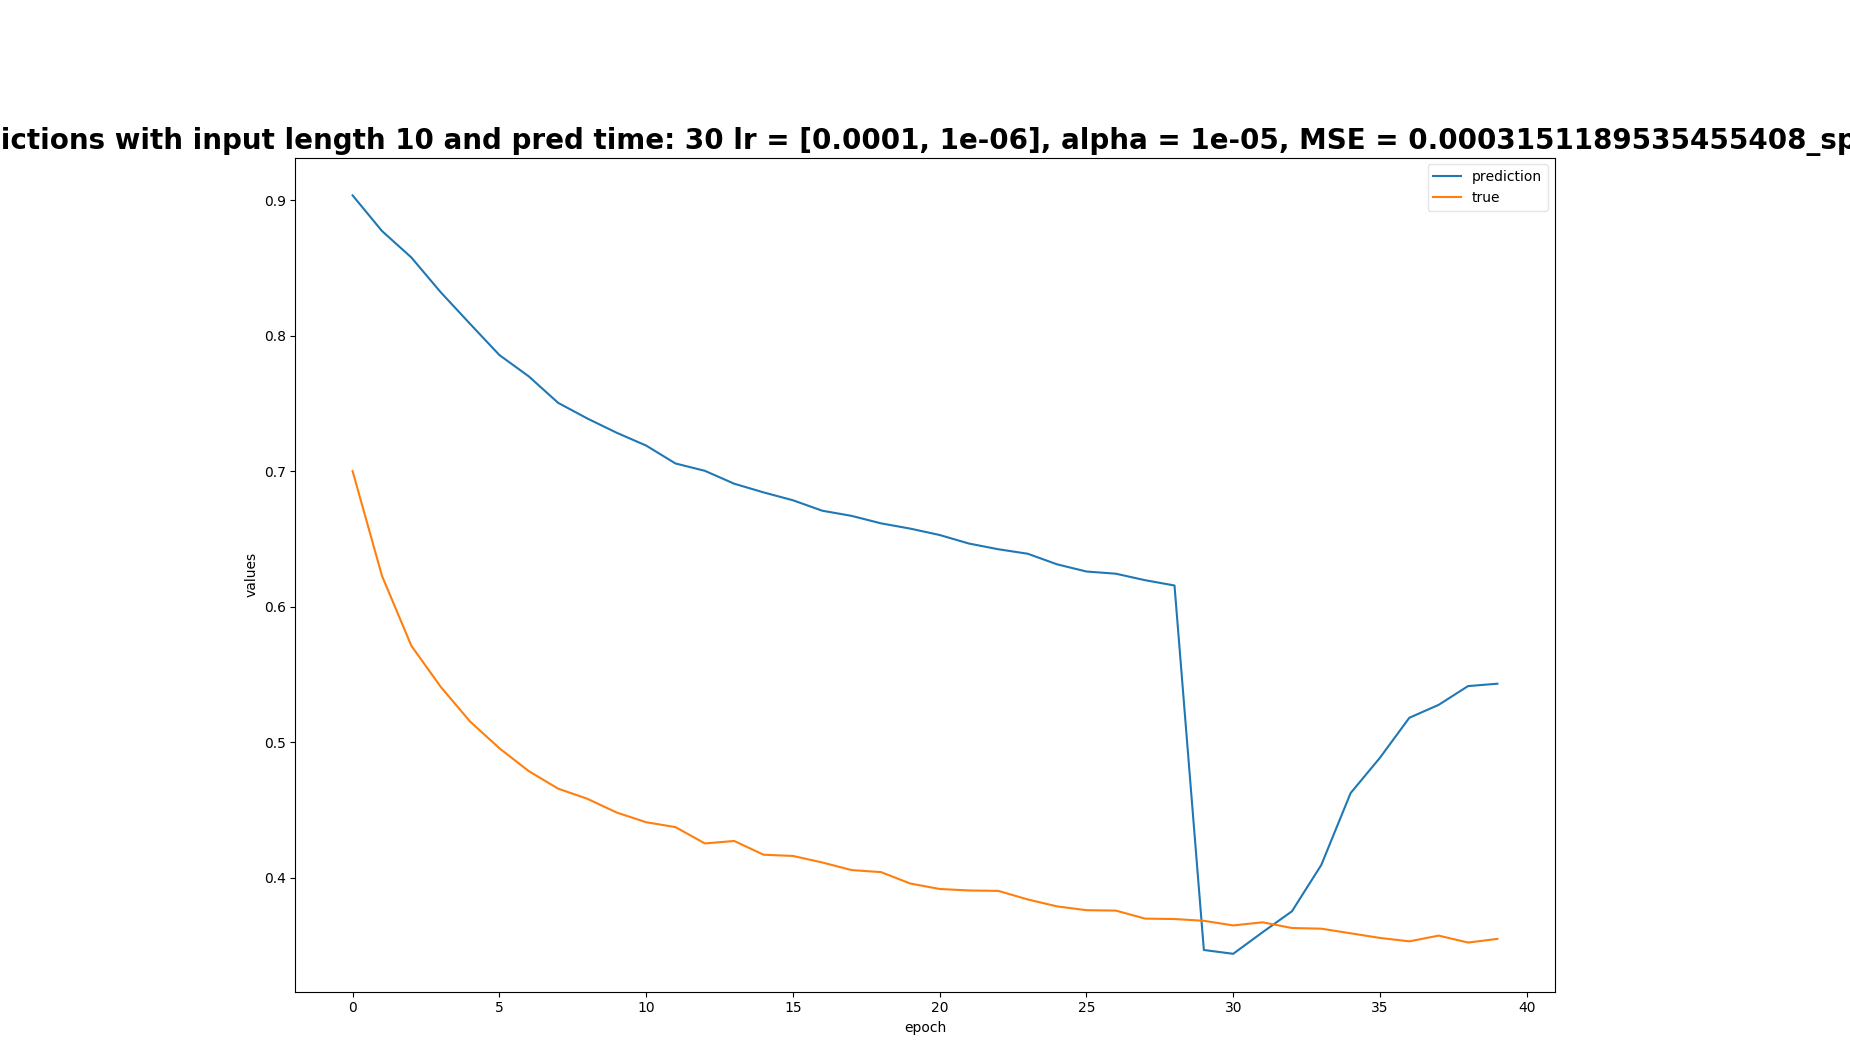 ictions with input length 10 and pred time: 30 lr = [0.0001, 1e-06], alpha = 1e-05, MSE = 0.0003151189535455408_sp
prediction
true
0.9
0.8
0.7
0.6
0.5
0.4
values
0 5 10 15 20 25 30 35 40
epoch